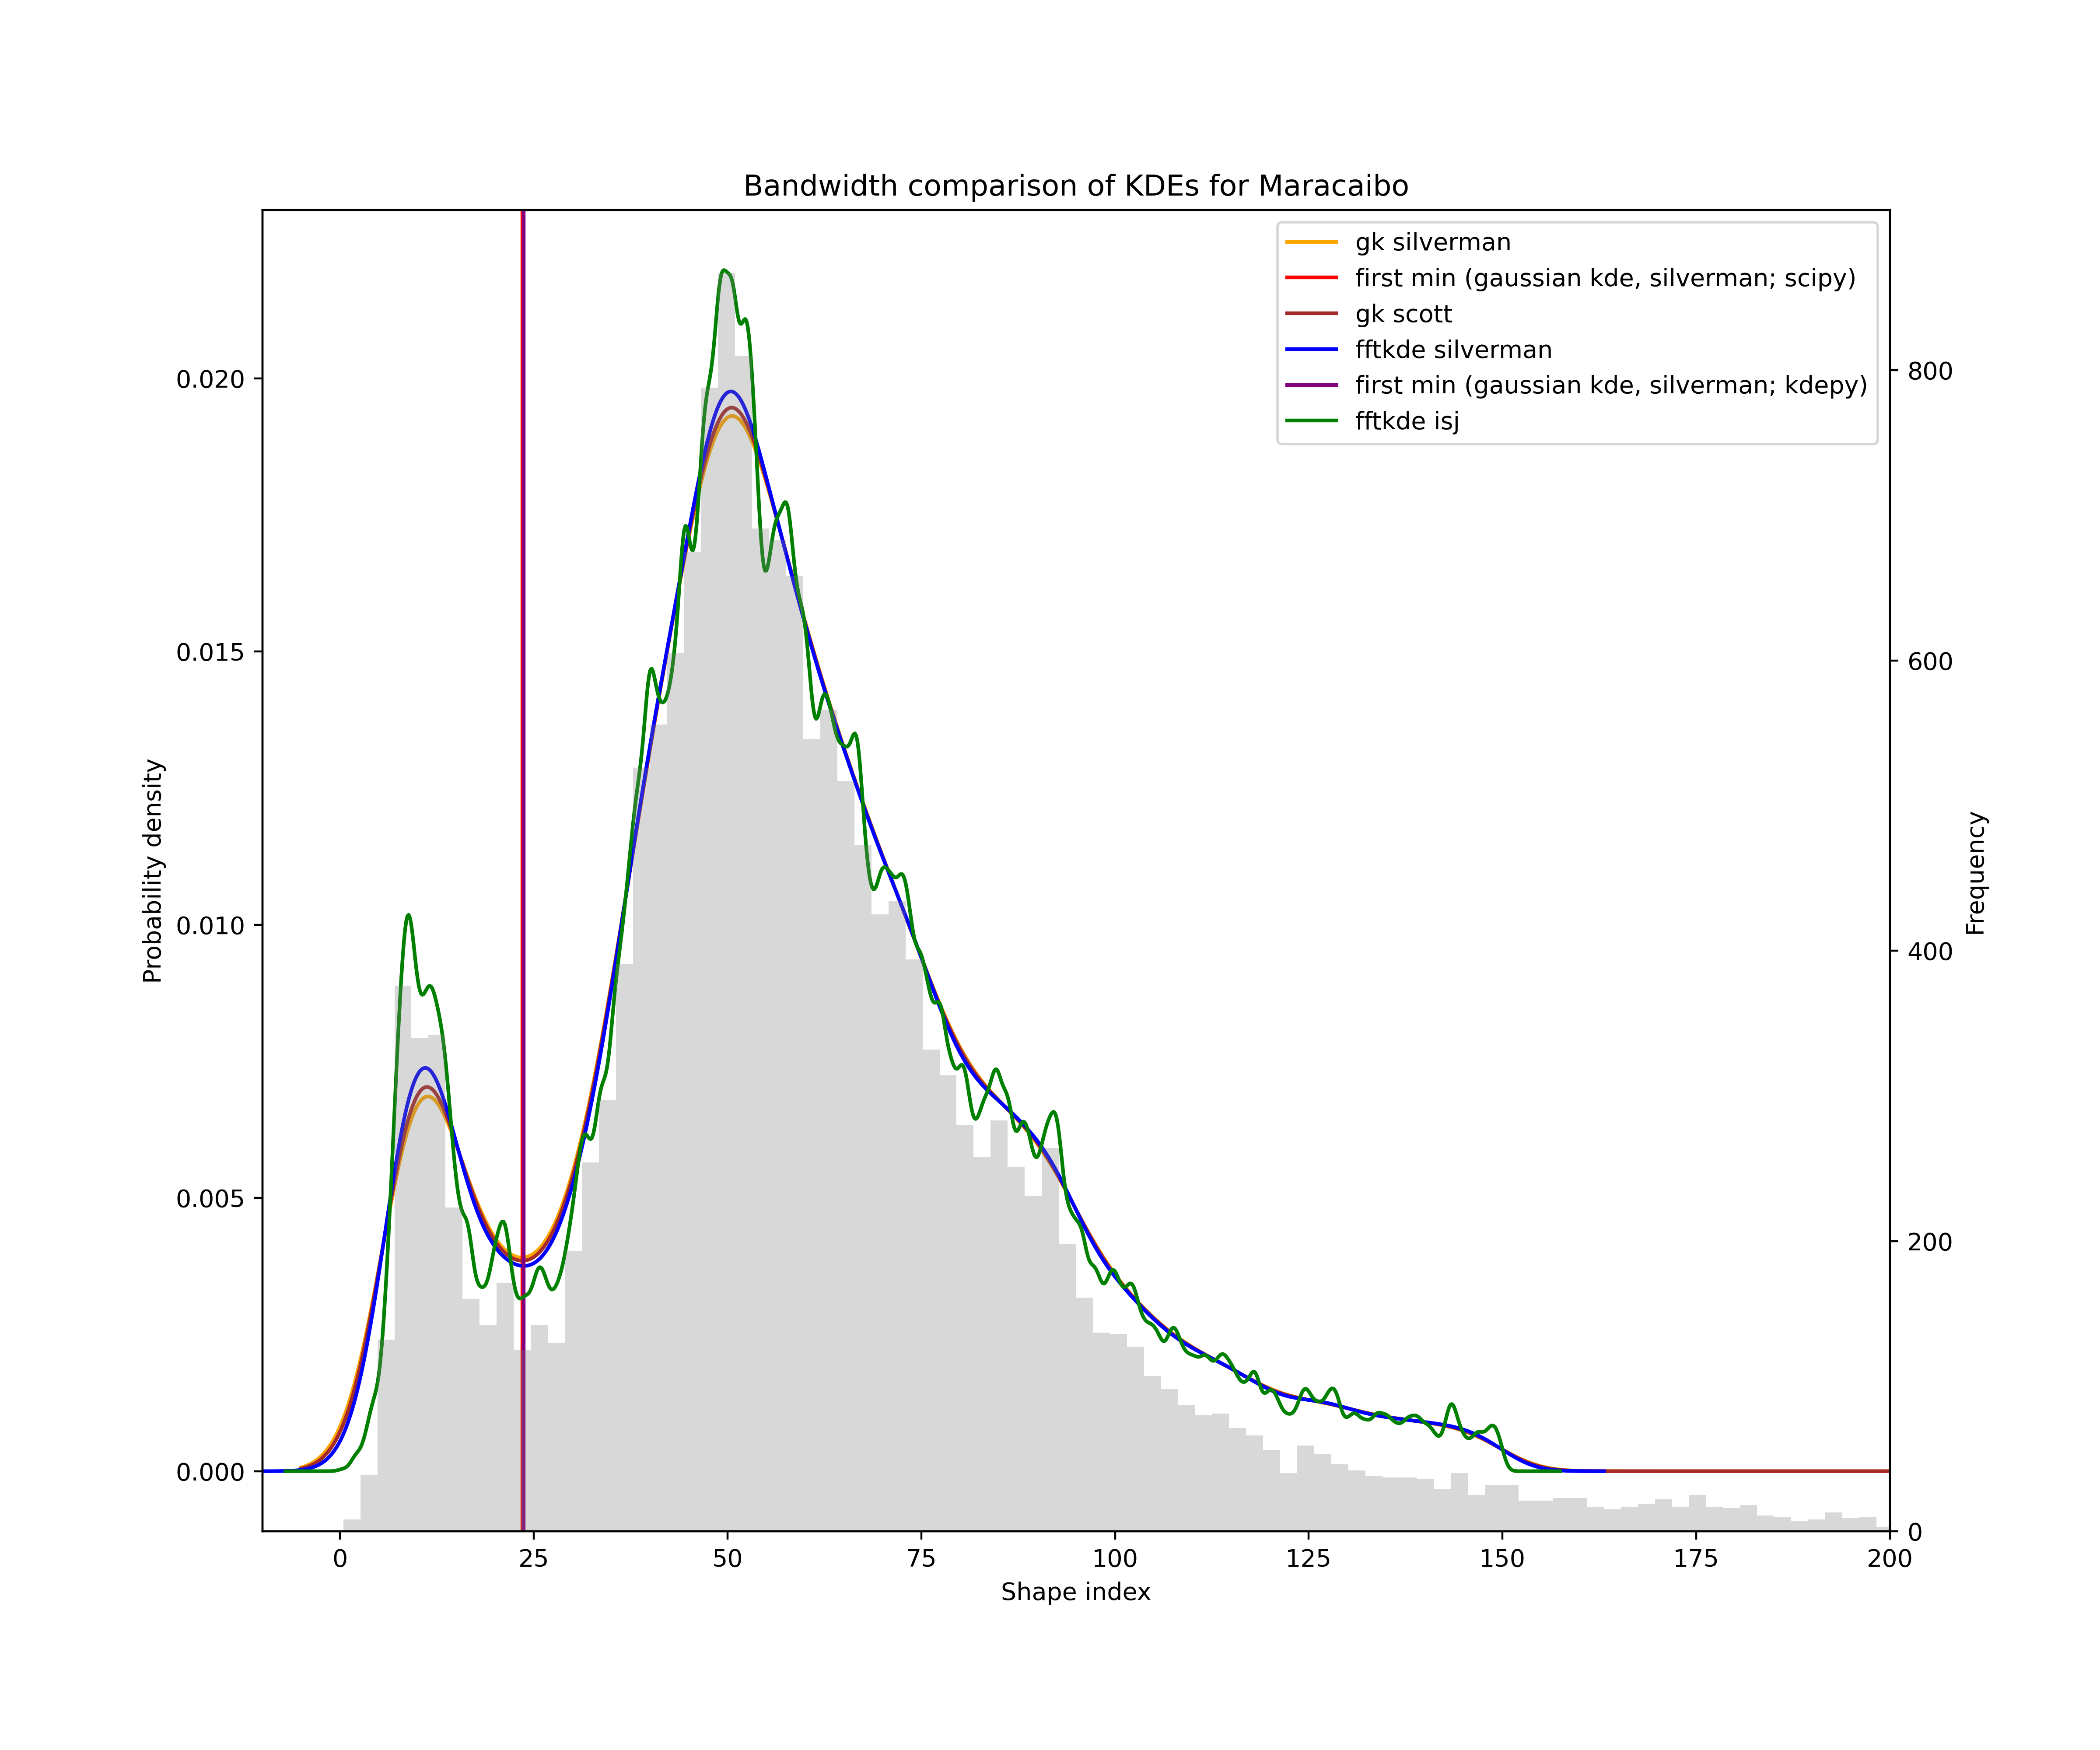 Bandwidth comparison of KDEs for Maracaibo
gk silverman
first min (gaussian kde, silverman; scipy)
gk scott
fftkde silverman
first min (gaussian kde, silverman; kdepy)
fftkde isj
Probability density
0.020
0.015
0.010
0.005
0.000
800
600
400
200
0
Frequency
0 25 50 75 100 125 150 175 200
Shape index